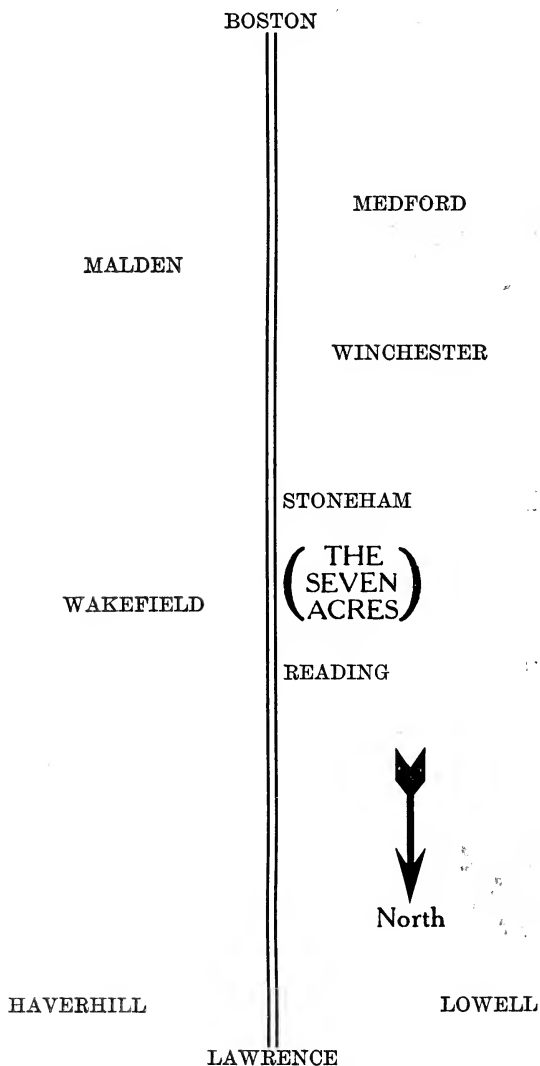 BOSTON
MEDFORD
MALDEN
WINCHESTER
STONEHAM
(THE
SEVEN
ACRES)
WAKEFIELD
READING
North
HAVERHILL
LOWELL
LAWRENCE